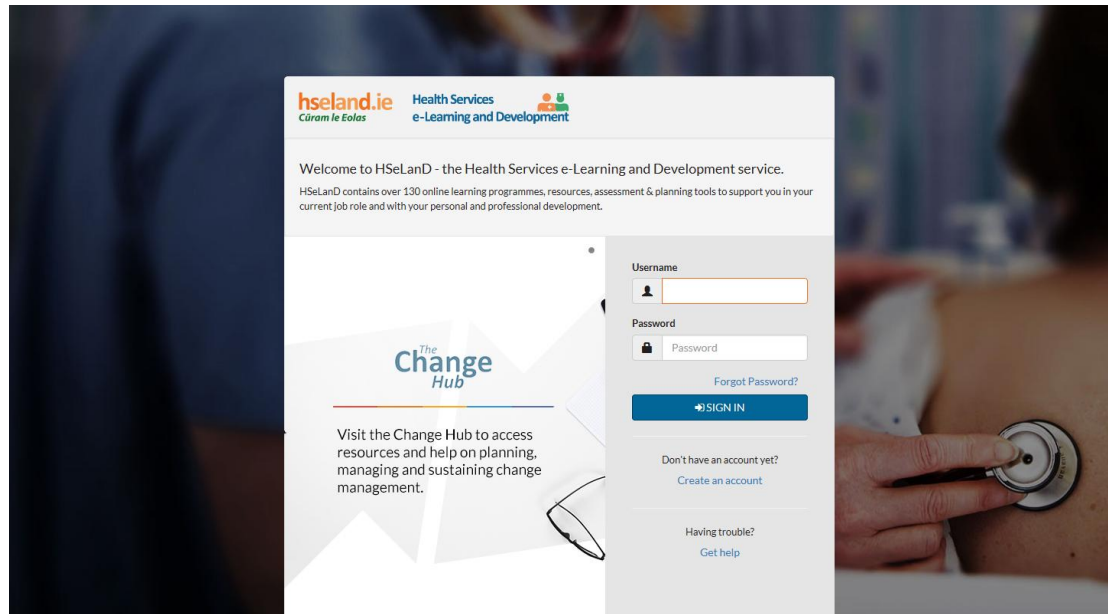 hseland.ie
Cúram le Eolas
Health Services
e-Learning and Development
Welcome to HSeLanD - the Health Services e-Learning and Development service.
HSeLanD contains over 130 online learning programmes, resources, assessment & planning tools to support you in your
current job role and with your personal and professional development.
The
Change
Hub
Visit the Change Hub to access
resources and help on planning,
managing and sustaining change
management.
Username
Password
Password
Forgot Password?
SIGN IN
Don't have an account yet?
Create an account
Having trouble?
Get help